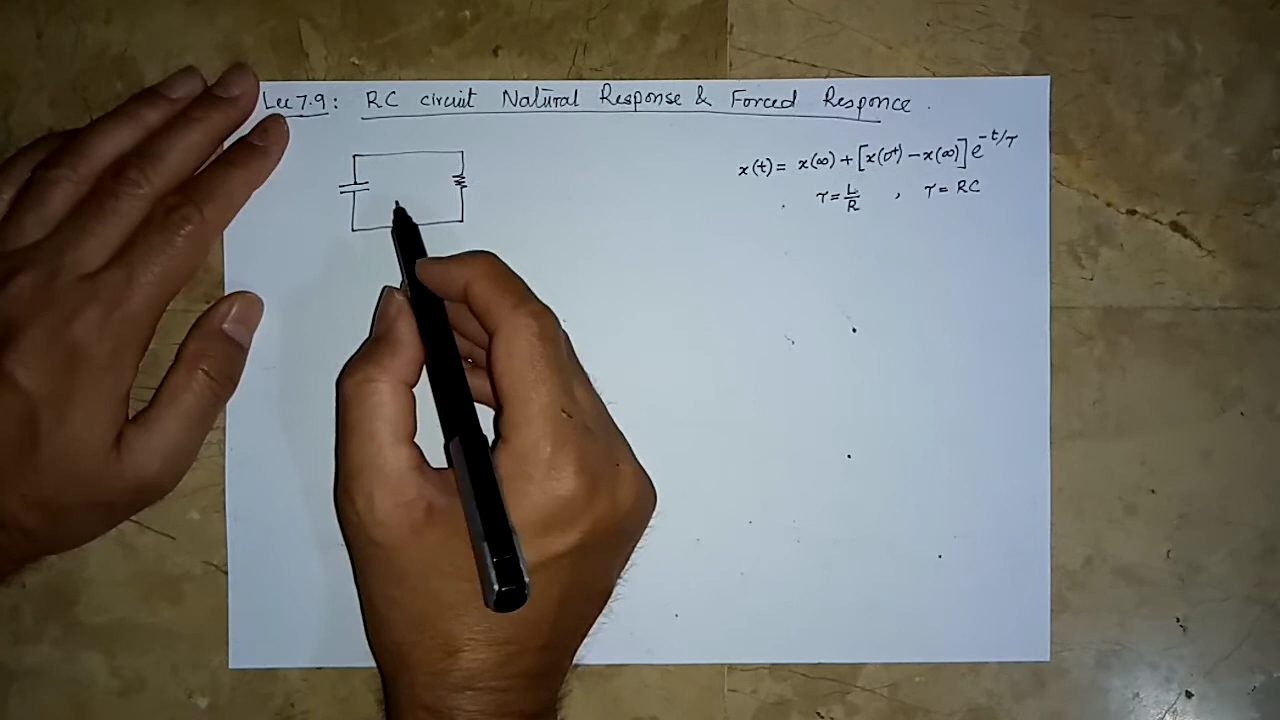 Lec 7.9: RC circuit Natural Response & Forced Responce.
x(t) = x(∞) + [x(0⁺) - x(∞)] e^{-t/τ}
τ = L/R , τ = RC